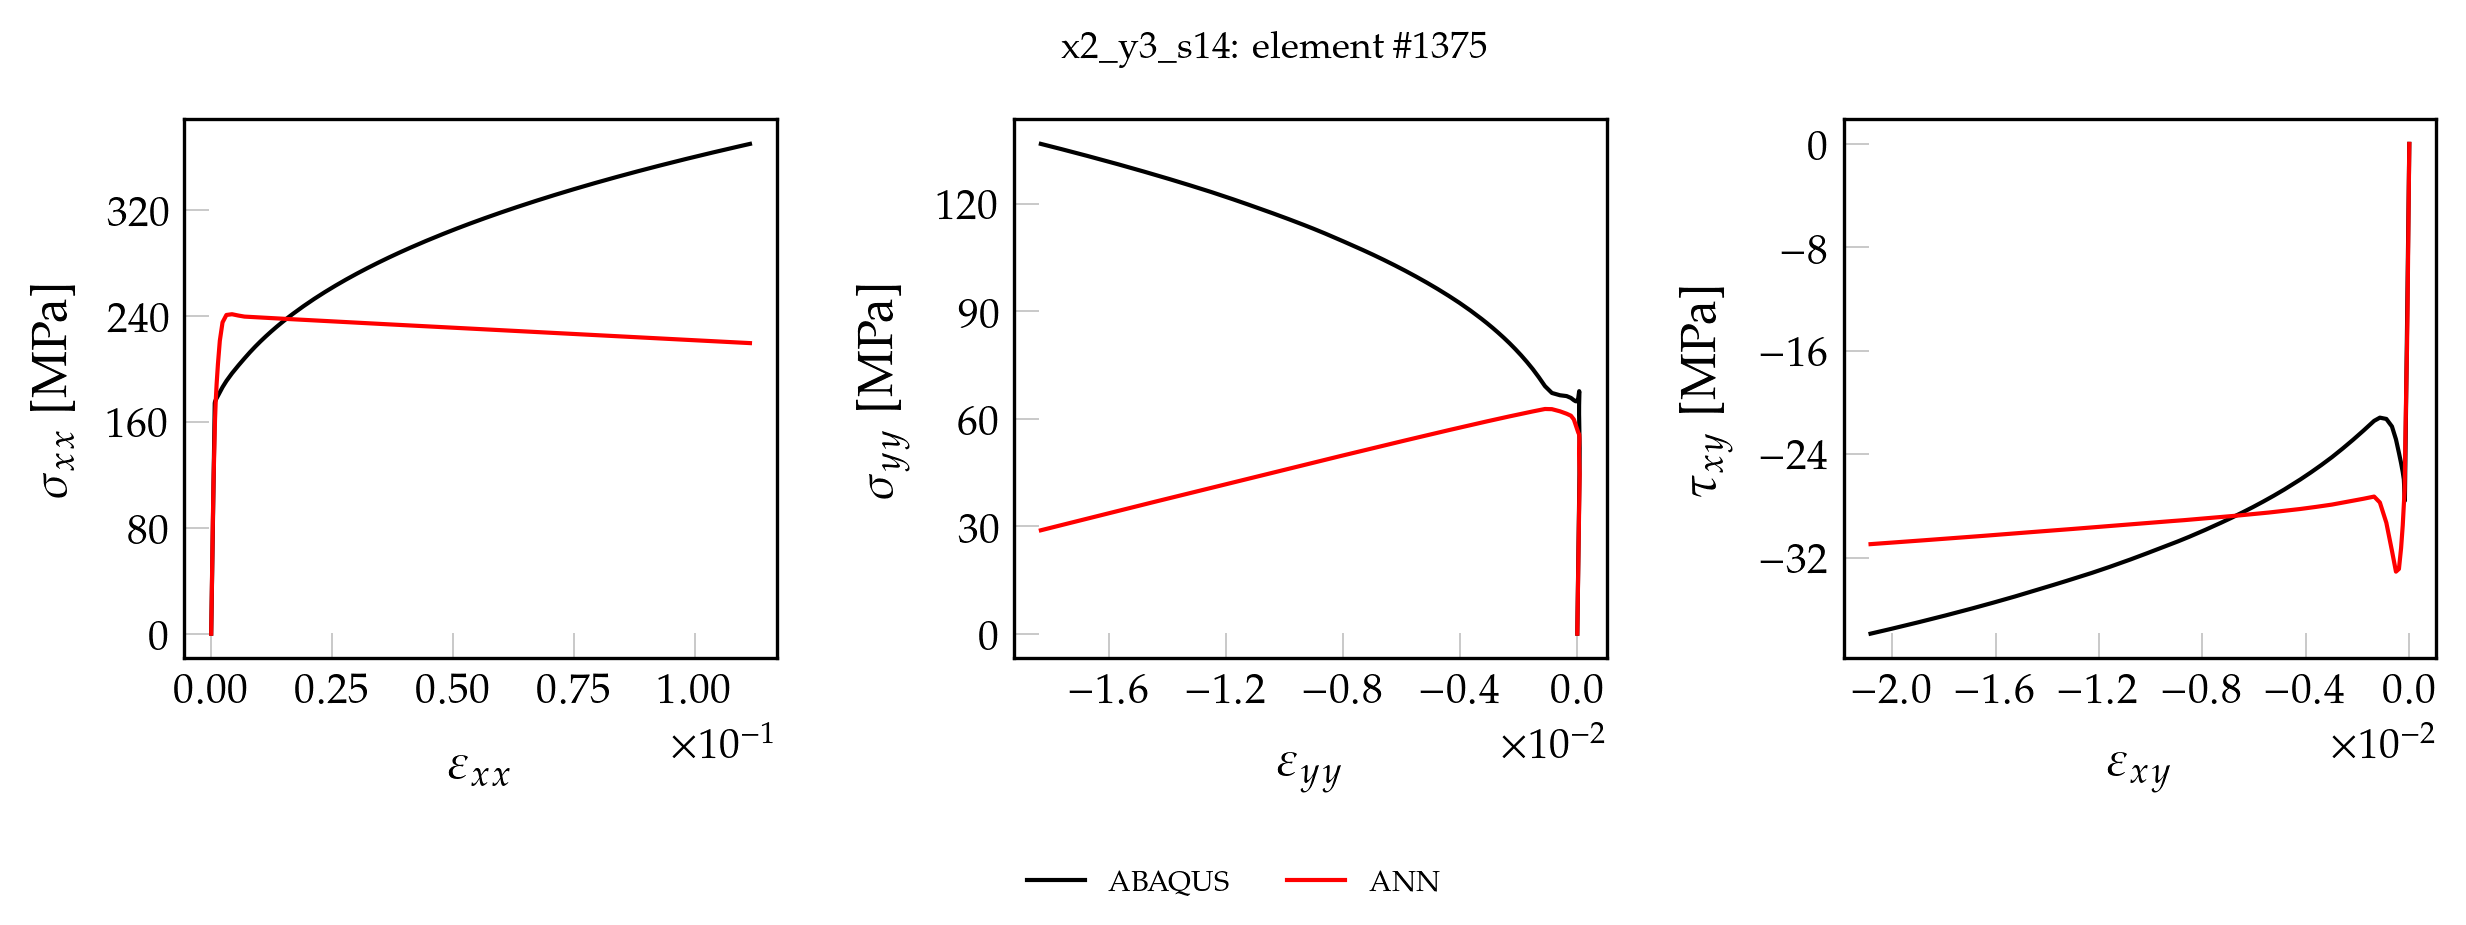 x2_y3_s14: element #1375
σxx [MPa]
320
240
160
80
0
0.00 0.25 0.50 0.75 1.00
×10−1
εxx
σyy [MPa]
120
90
60
30
0
−1.6 −1.2 −0.8 −0.4 0.0
×10−2
εyy
τxy [MPa]
0
−8
−16
−24
−32
−2.0 −1.6 −1.2 −0.8 −0.4 0.0
×10−2
εxy
ABAQUS ANN